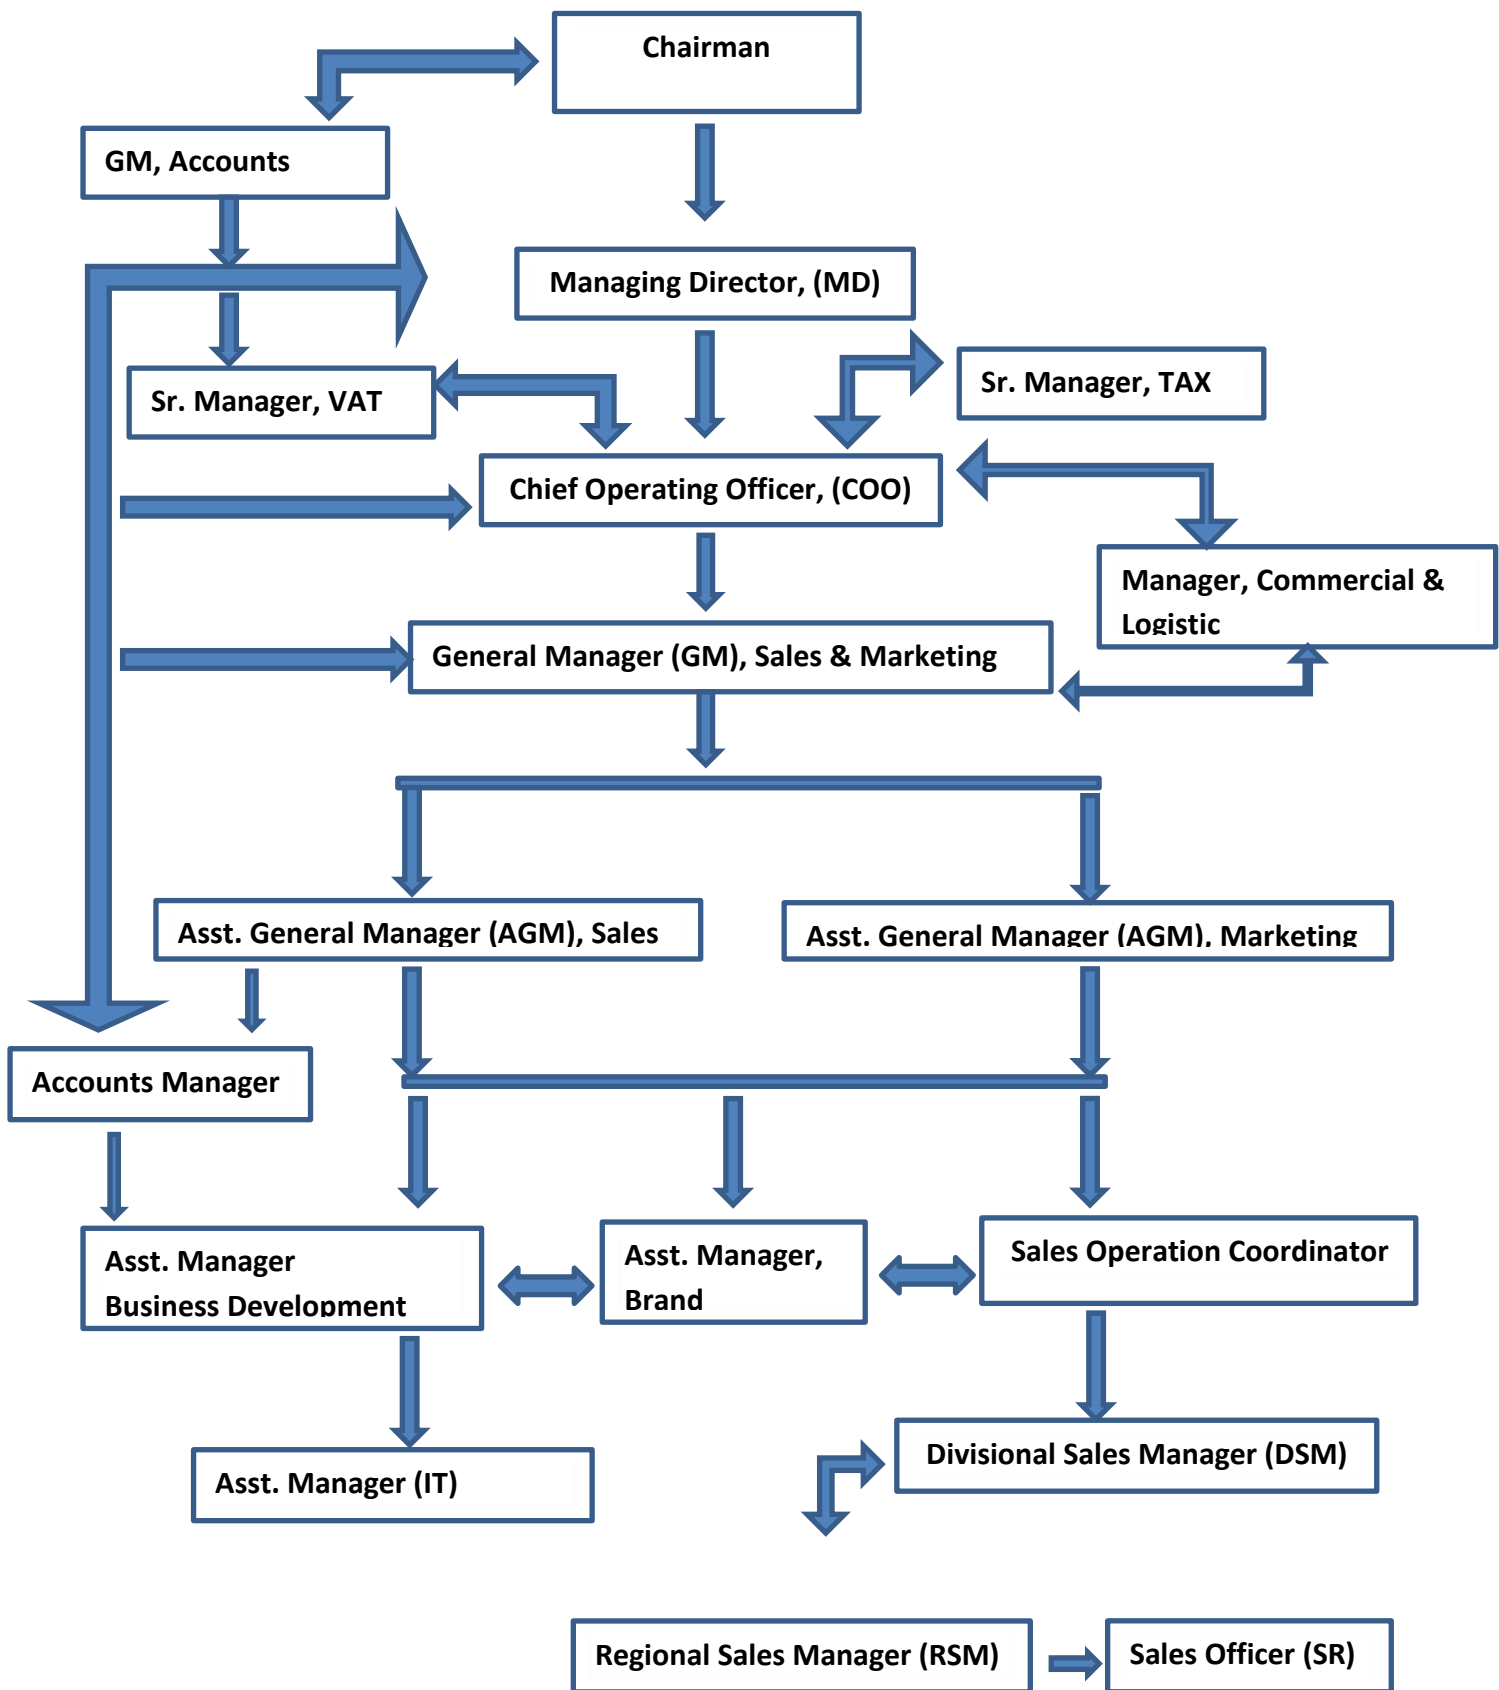 Chairman
GM, Accounts
Managing Director, (MD)
Sr. Manager, TAX
Sr. Manager, VAT
Chief Operating Officer, (COO)
Manager, Commercial &
Logistic
General Manager (GM), Sales & Marketing
Asst. General Manager (AGM), Sales
Asst. General Manager (AGM), Marketing
Accounts Manager
Asst. Manager
Business Development
Asst. Manager,
Brand
Sales Operation Coordinator
Divisional Sales Manager (DSM)
Asst. Manager (IT)
Regional Sales Manager (RSM)
Sales Officer (SR)